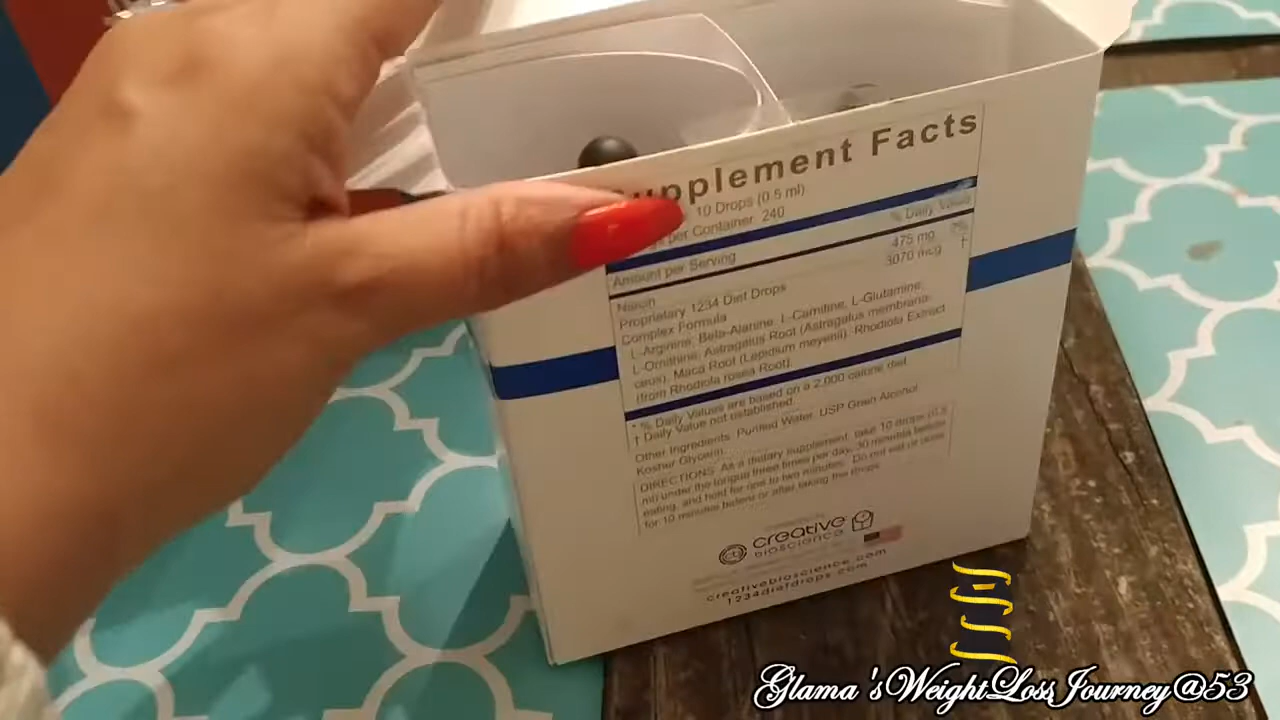 Supplement Facts
10 Drops (0.5 ml)
per Container: 240
% Daily Value
Amount per Serving
Niacin 475 mg 2%
Proprietary 1234 Diet Drops 3070 mcg †
Complex Formula
L-Arginine, Beta-Alanine, L-Carnitine, L-Glutamine,
L-Ornithine, Astragalus Root (Astragalus membrana-
ceus), Maca Root (Lepidium meyenii), Rhodiola Extract
(from Rhodiola rosea Root)
* % Daily Values are based on a 2,000 calorie diet.
† Daily Value not established.
Other Ingredients: Purified Water, USP Grain Alcohol
Kosher Glycerin.
DIRECTIONS: As a dietary supplement, take 10 drops (0.5
ml) under the tongue three times per day, 30 minutes before
eating, and hold for one to two minutes. Do not eat or drink
for 10 minutes before or after taking the drops.
creative
bioscience
creativebioscience.com
1234dietdrops.com
Glama 'sWeightLossJourney@53